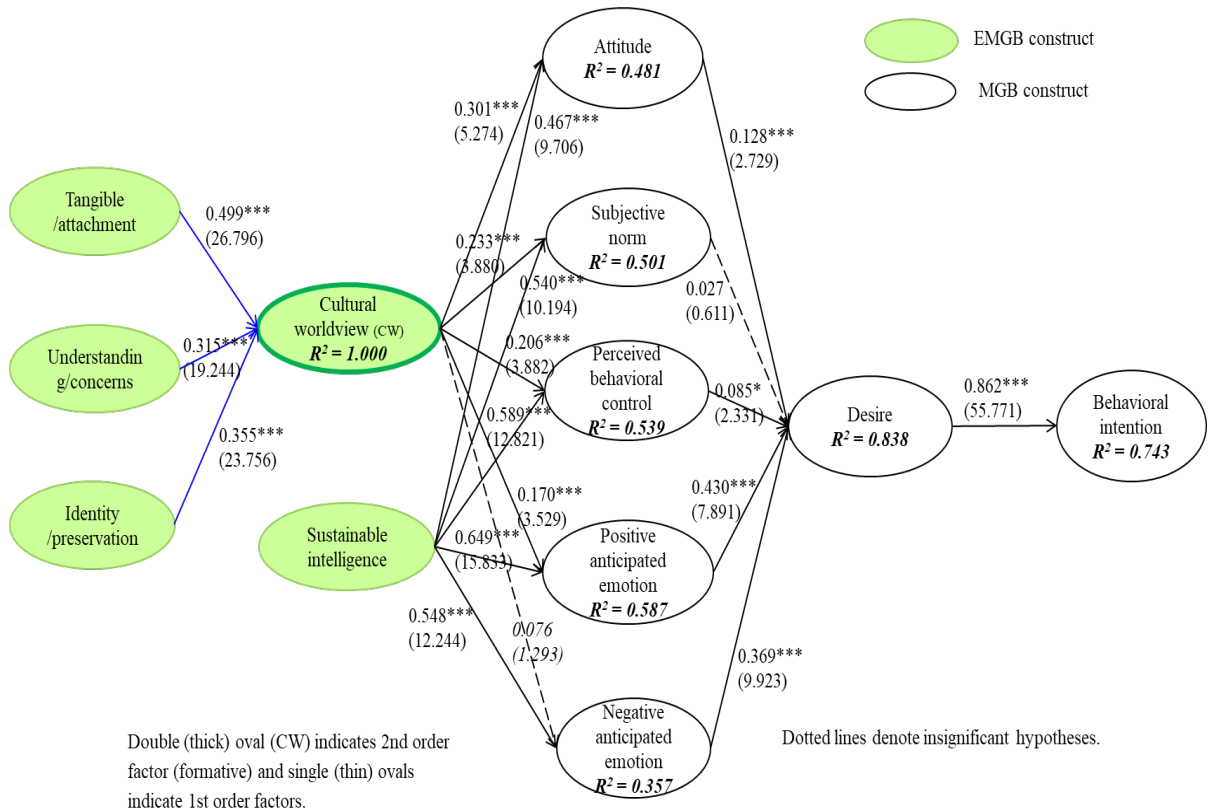 Attitude
R² = 0.481
EMGB construct
MGB construct
0.301***
(5.274)
0.467***
(9.706)
0.128***
(2.729)
Tangible
/attachment
0.499***
(26.796)
Subjective
norm
R² = 0.501
0.233***
(3.880)
0.540***
(10.194)
0.027
(0.611)
Cultural
worldview (CW)
R² = 1.000
Understandin
g/concerns
0.315***
(19.244)
0.206***
(3.882)
Perceived
behavioral
control
R² = 0.539
0.085*
(2.331)
Desire
R² = 0.838
0.862***
(55.771)
Behavioral
intention
R² = 0.743
0.589***
(12.821)
0.355***
(23.756)
Identity
/preservation
Sustainable
intelligence
0.170***
(3.529)
0.649***
(15.833)
Positive
anticipated
emotion
R² = 0.587
0.430***
(7.891)
0.548***
(12.244)
0.076
(1.293)
0.369***
(9.923)
Negative
anticipated
emotion
R² = 0.357
Double (thick) oval (CW) indicates 2nd order
factor (formative) and single (thin) ovals
indicate 1st order factors.
Dotted lines denote insignificant hypotheses.